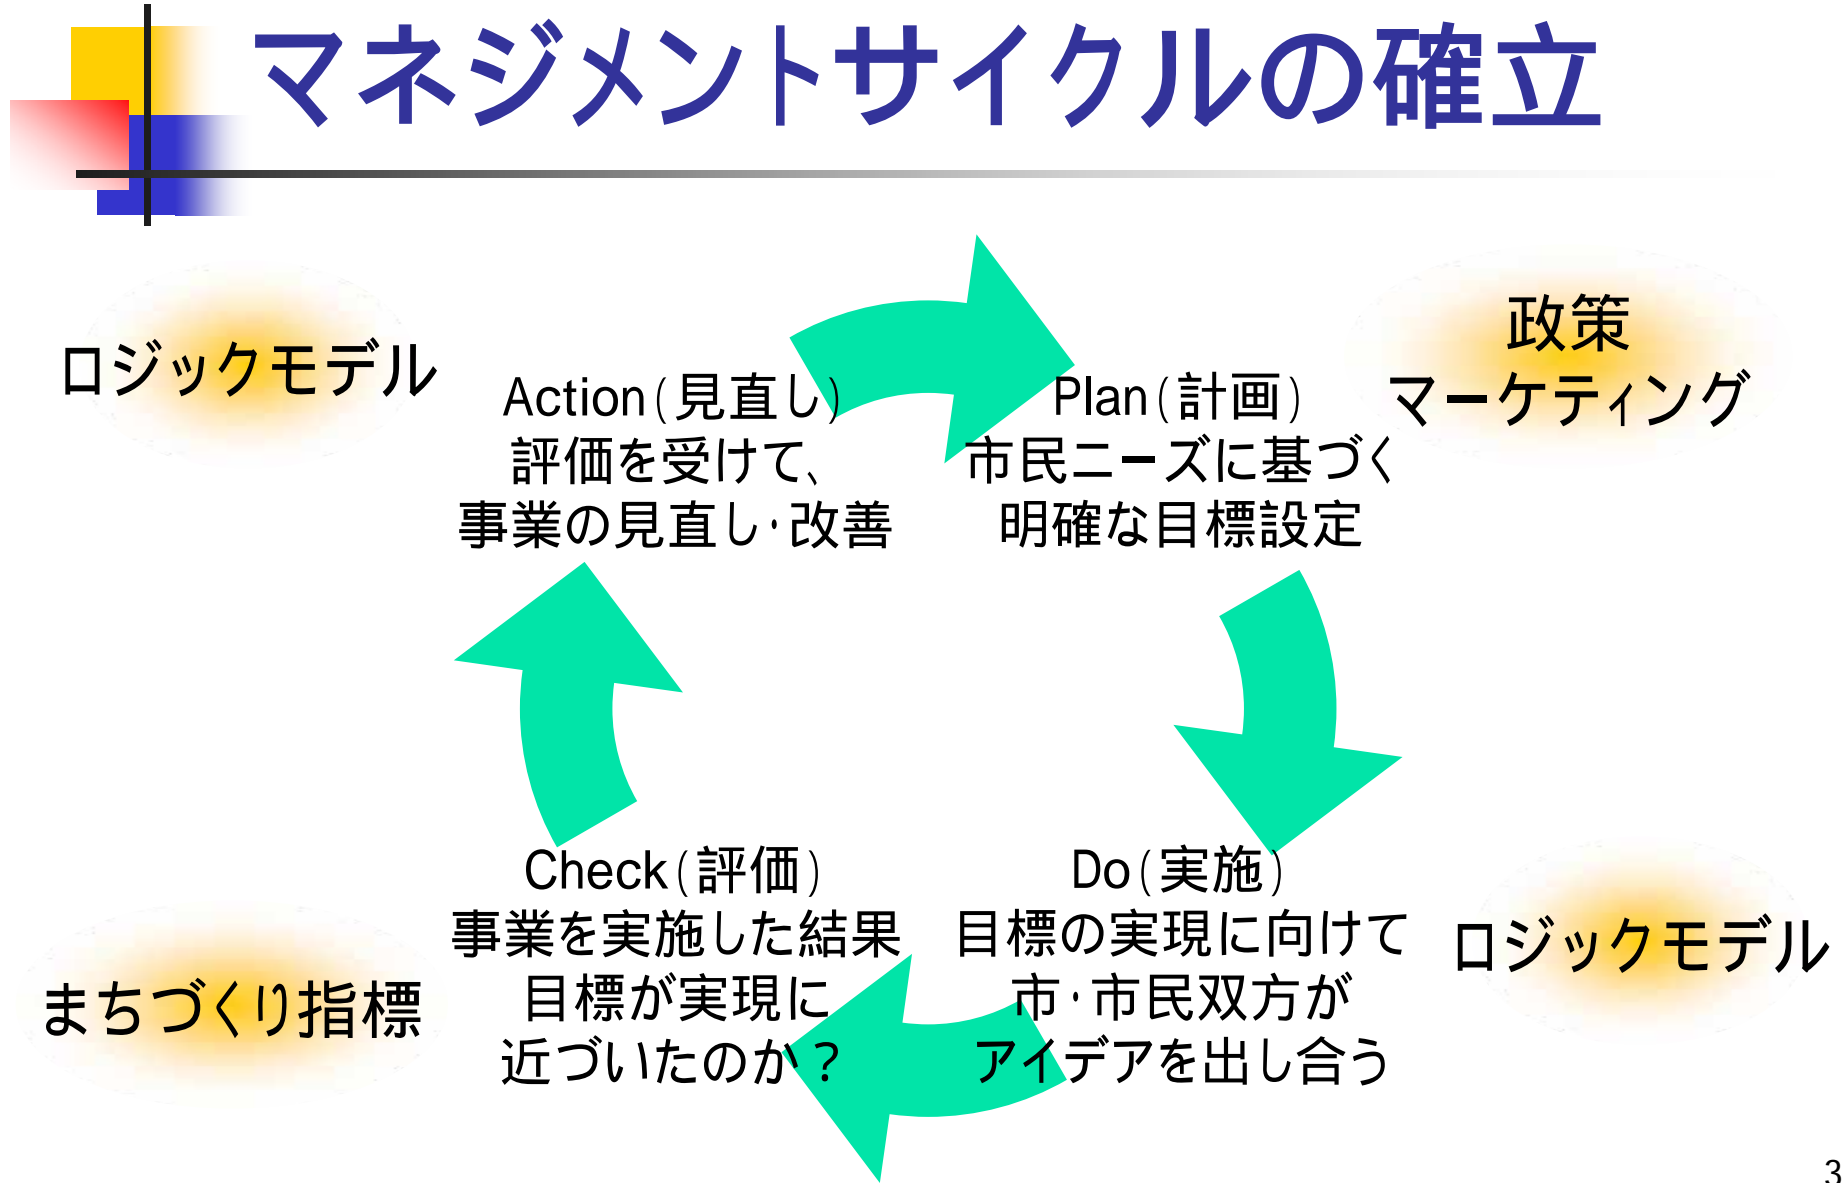 マネジメントサイクルの確立
ロジックモデル
Action(見直し)
評価を受けて、
事業の見直し・改善
Plan(計画)
市民ニーズに基づく
明確な目標設定
政策
マーケティング
Check(評価)
事業を実施した結果
目標が実現に
近づいたのか?
Do(実施)
目標の実現に向けて
市・市民双方が
アイデアを出し合う
まちづくり指標
ロジックモデル
3